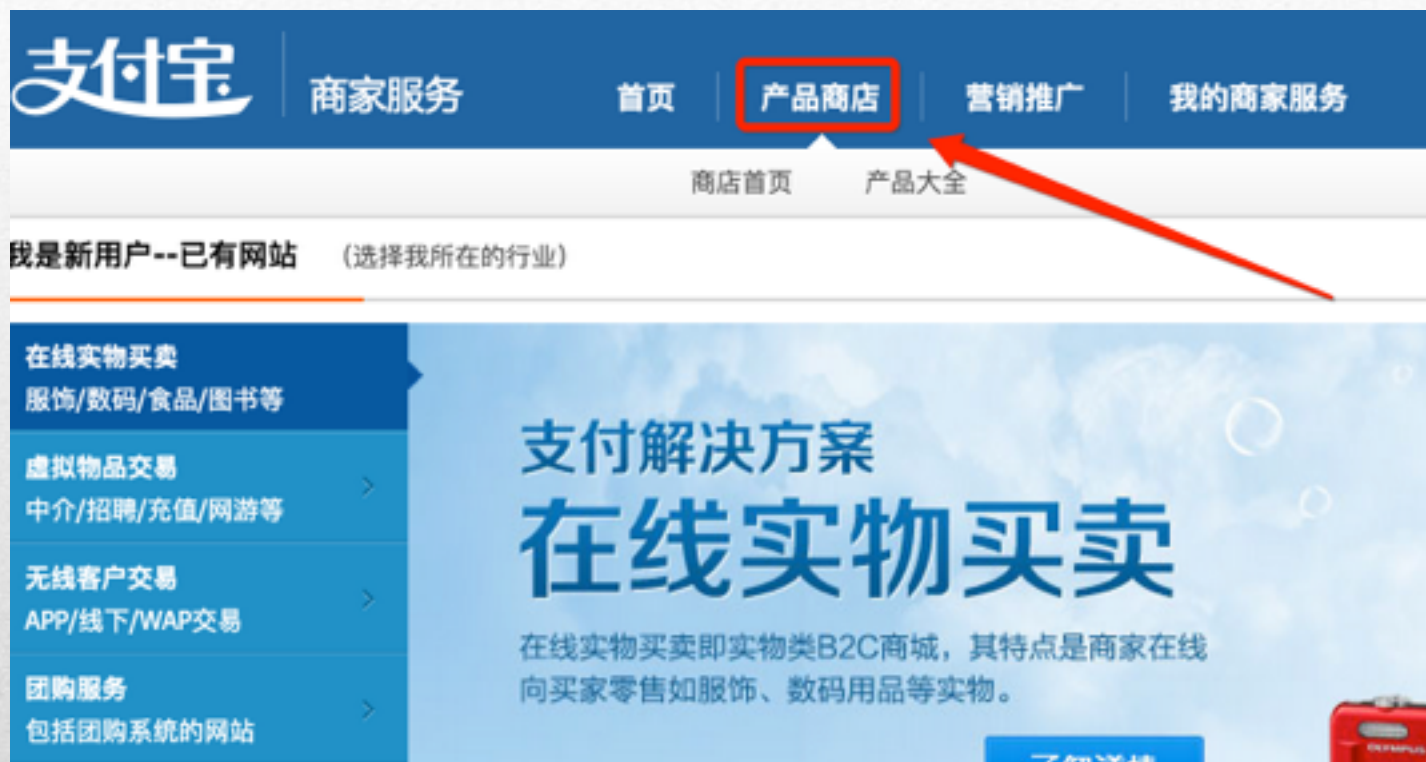 支付宝 商家服务 首页 产品商店 营销推广 我的商家服务
商店首页 产品大全
我是新用户--已有网站 (选择我所在的行业)
在线实物买卖
服饰/数码/食品/图书等
虚拟物品交易
中介/招聘/充值/网游等
无线客户交易
APP/线下/WAP交易
团购服务
包括团购系统的网站
支付解决方案
在线实物买卖
在线实物买卖即实物类B2C商城，其特点是商家在线
向买家零售如服饰、数码用品等实物。
了解详情
OLYMPUS